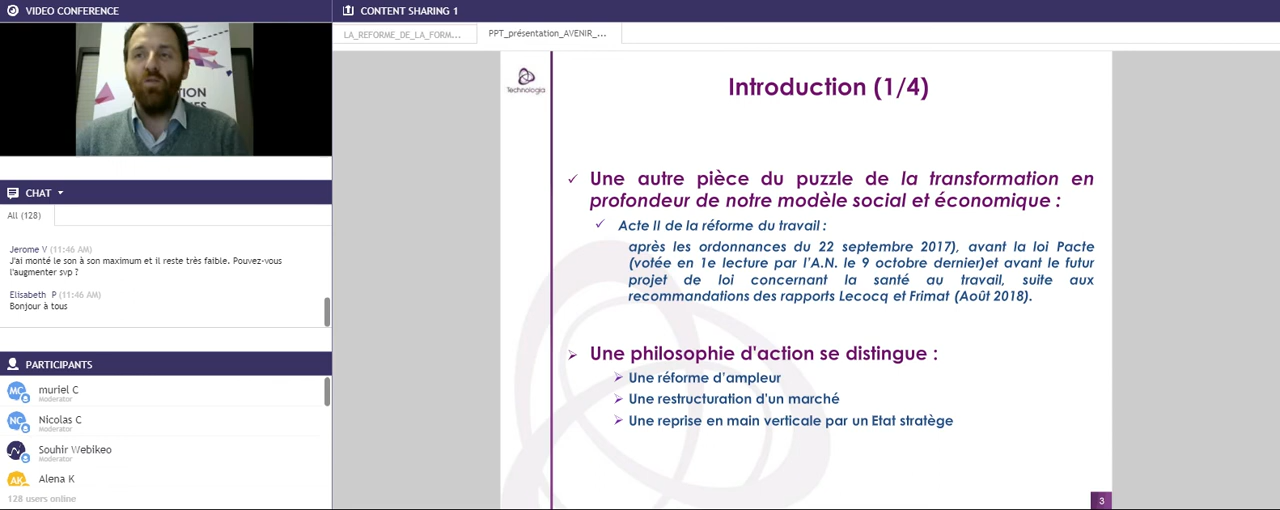 VIDEO CONFERENCE
CHAT
All (128)
Jerome V (11:46 AM)
J'ai monté le son à son maximum et il reste très faible. Pouvez-vous
l'augmenter svp ?
Elisabeth P (11:46 AM)
Bonjour à tous
PARTICIPANTS
MC
muriel C
Moderator
NC
Nicolas C
Moderator
Souhir Webikeo
Moderator
AK
Alena K
128 users online
CONTENT SHARING 1
LA_REFORME_DE_LA_FORM...
PPT_présentation_AVENIR_...
Technologia
Introduction (1/4)
Une autre pièce du puzzle de la transformation en
profondeur de notre modèle social et économique :
Acte II de la réforme du travail :
après les ordonnances du 22 septembre 2017), avant la loi Pacte
(votée en 1e lecture par l'A.N. le 9 octobre dernier)et avant le futur
projet de loi concernant la santé au travail, suite aux
recommandations des rapports Lecocq et Frimat (Août 2018).
Une philosophie d'action se distingue :
Une réforme d'ampleur
Une restructuration d'un marché
Une reprise en main verticale par un Etat stratège
3